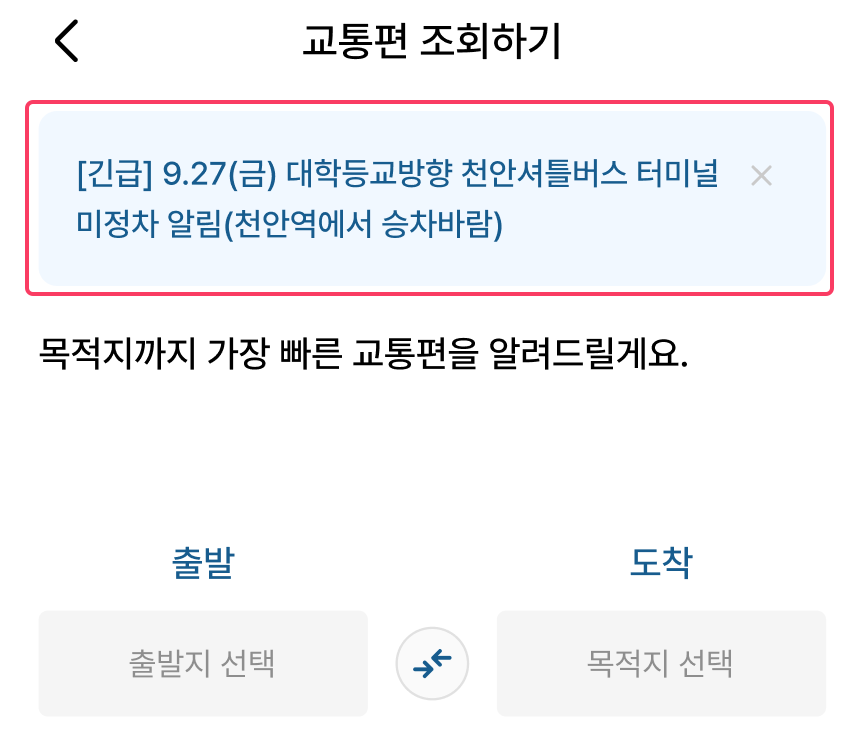 교통편 조회하기
[긴급] 9.27(금) 대학등교방향 천안셔틀버스 터미널
미정차 알림(천안역에서 승차바람)
목적지까지 가장 빠른 교통편을 알려드릴게요.
출발
도착
출발지 선택
목적지 선택